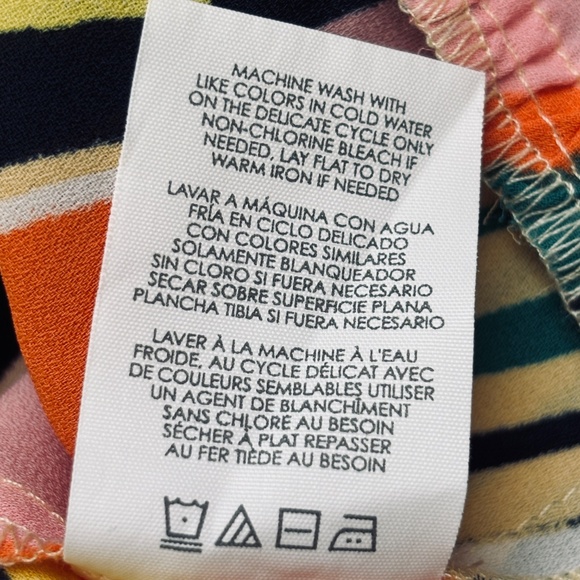 MACHINE WASH WITH
LIKE COLORS IN COLD WATER
ON THE DELICATE CYCLE ONLY
NON-CHLORINE BLEACH IF
NEEDED, LAY FLAT TO DRY
WARM IRON IF NEEDED
LAVAR A MÁQUINA CON AGUA
FRÍA EN CICLO DELICADO
CON COLORES SIMILARES
SOLAMENTE BLANQUEADOR
SIN CLORO SI FUERA NECESARIO
SECAR SOBRE SUPERFICIE PLANA
PLANCHA TIBIA SI FUERA NECESARIO
LAVER À LA MACHINE À L'EAU
FROIDE, AU CYCLE DÉLICAT AVEC
DE COULEURS SEMBLABLES UTILISER
UN AGENT DE BLANCHÎMENT
SANS CHLORÉ AU BESOIN
SÉCHER À PLAT REPASSER
AU FER TIÈDE AU BESOIN